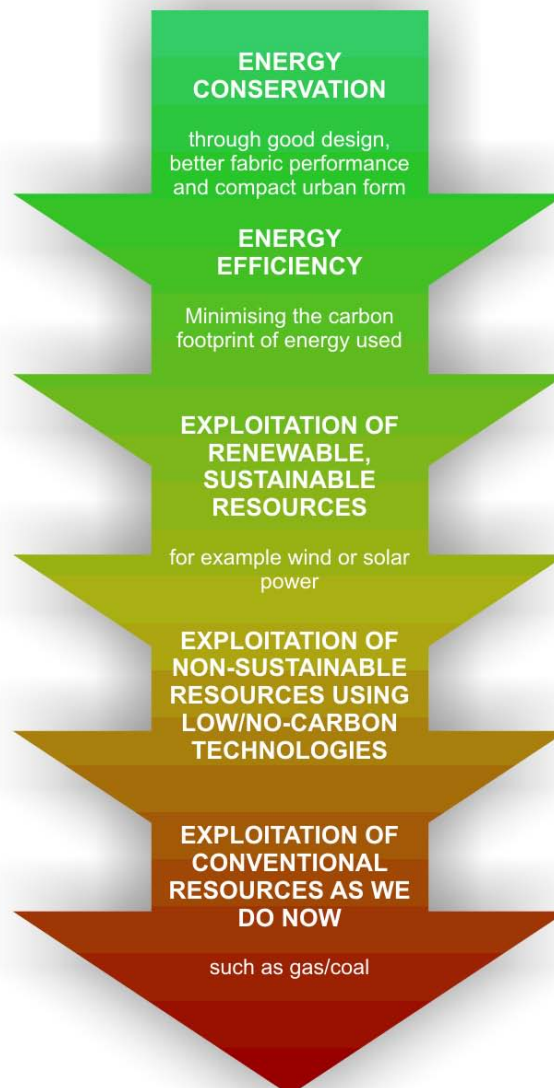 ENERGY
CONSERVATION
through good design,
better fabric performance
and compact urban form
ENERGY
EFFICIENCY
Minimising the carbon
footprint of energy used
EXPLOITATION OF
RENEWABLE,
SUSTAINABLE
RESOURCES
for example wind or solar
power
EXPLOITATION OF
NON-SUSTAINABLE
RESOURCES USING
LOW/NO-CARBON
TECHNOLOGIES
EXPLOITATION OF
CONVENTIONAL
RESOURCES AS WE
DO NOW
such as gas/coal